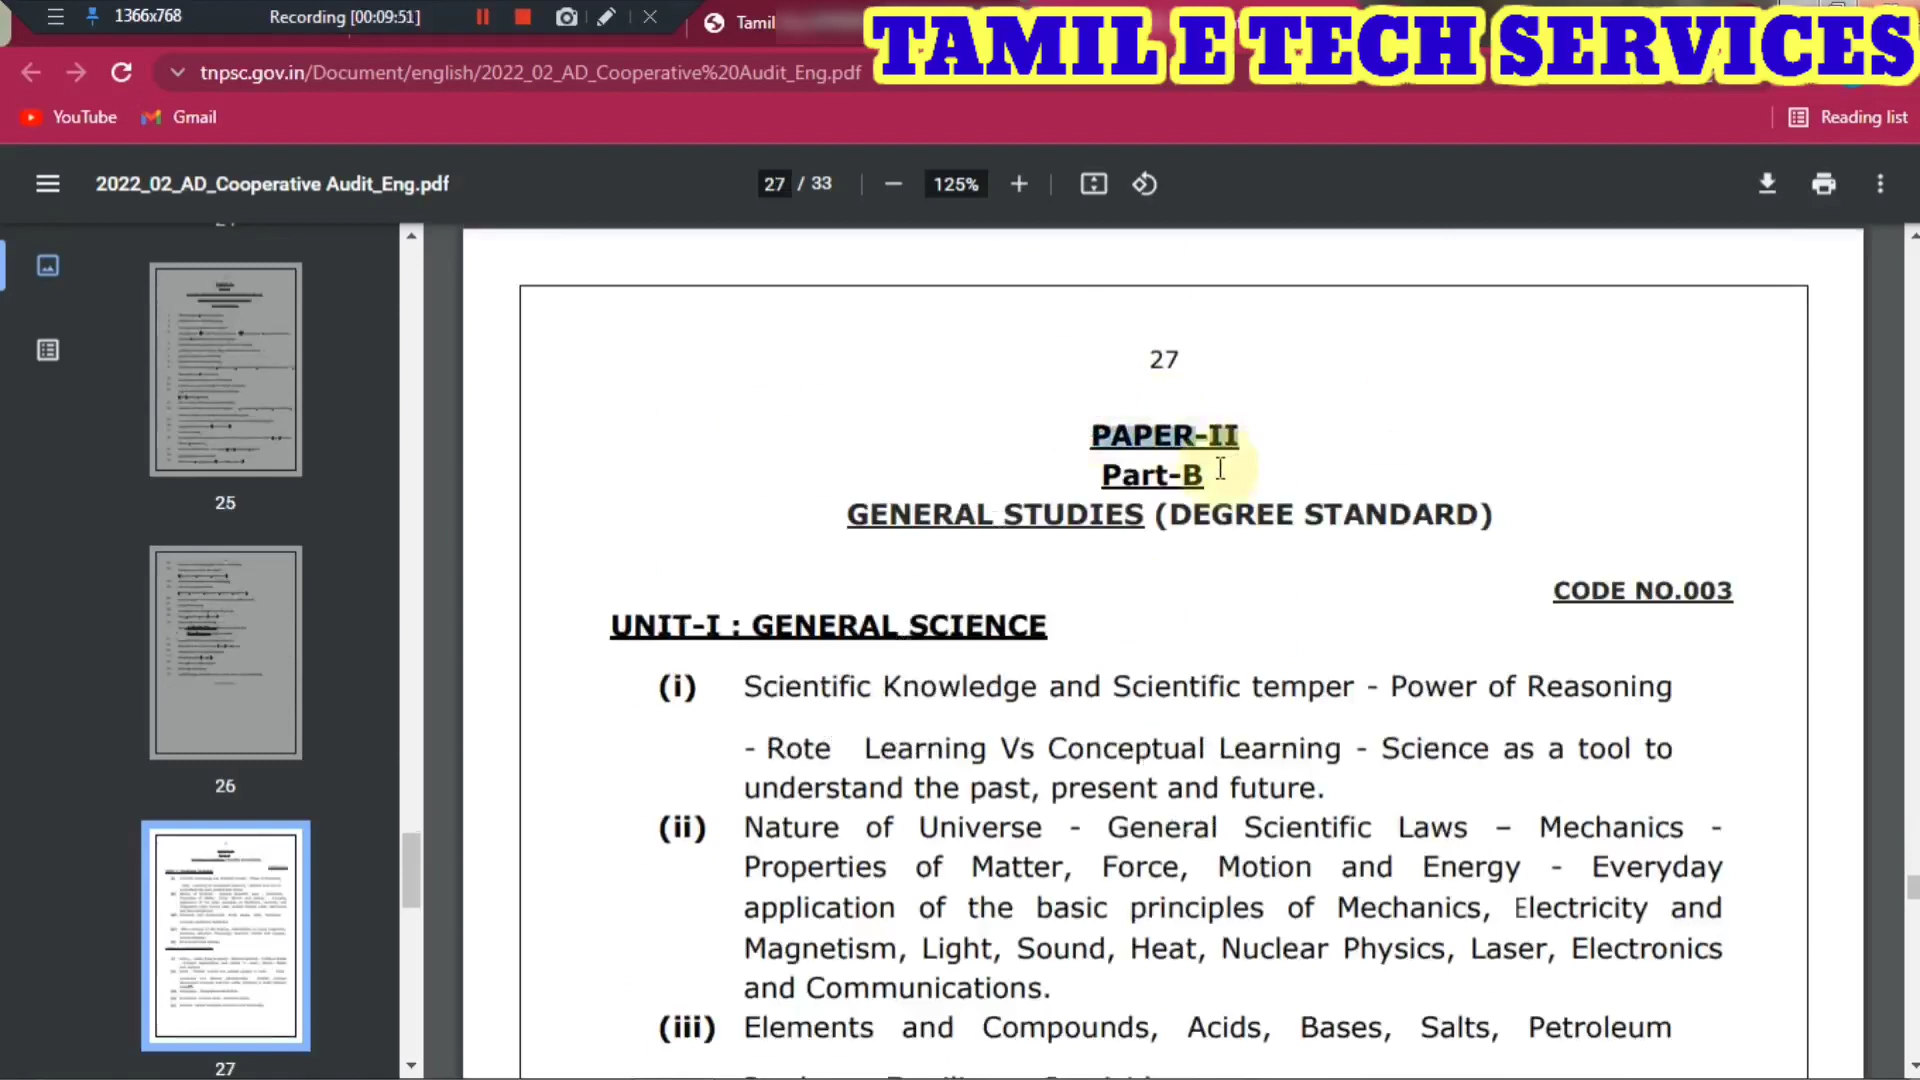 1366x768
Recording [00:09:51]
Tamil
TAMIL E TECH SERVICES
tnpsc.gov.in/Document/english/2022_02_AD_Cooperative%20Audit_Eng.pdf
YouTube
Gmail
Reading list
2022_02_AD_Cooperative Audit_Eng.pdf
27 / 33
125%
25
26
27
27
PAPER-II
Part-B
GENERAL STUDIES (DEGREE STANDARD)
CODE NO.003
UNIT-I : GENERAL SCIENCE
(i) Scientific Knowledge and Scientific temper - Power of Reasoning
- Rote Learning Vs Conceptual Learning - Science as a tool to
understand the past, present and future.
(ii) Nature of Universe - General Scientific Laws – Mechanics -
Properties of Matter, Force, Motion and Energy - Everyday
application of the basic principles of Mechanics, Electricity and
Magnetism, Light, Sound, Heat, Nuclear Physics, Laser, Electronics
and Communications.
(iii) Elements and Compounds, Acids, Bases, Salts, Petroleum